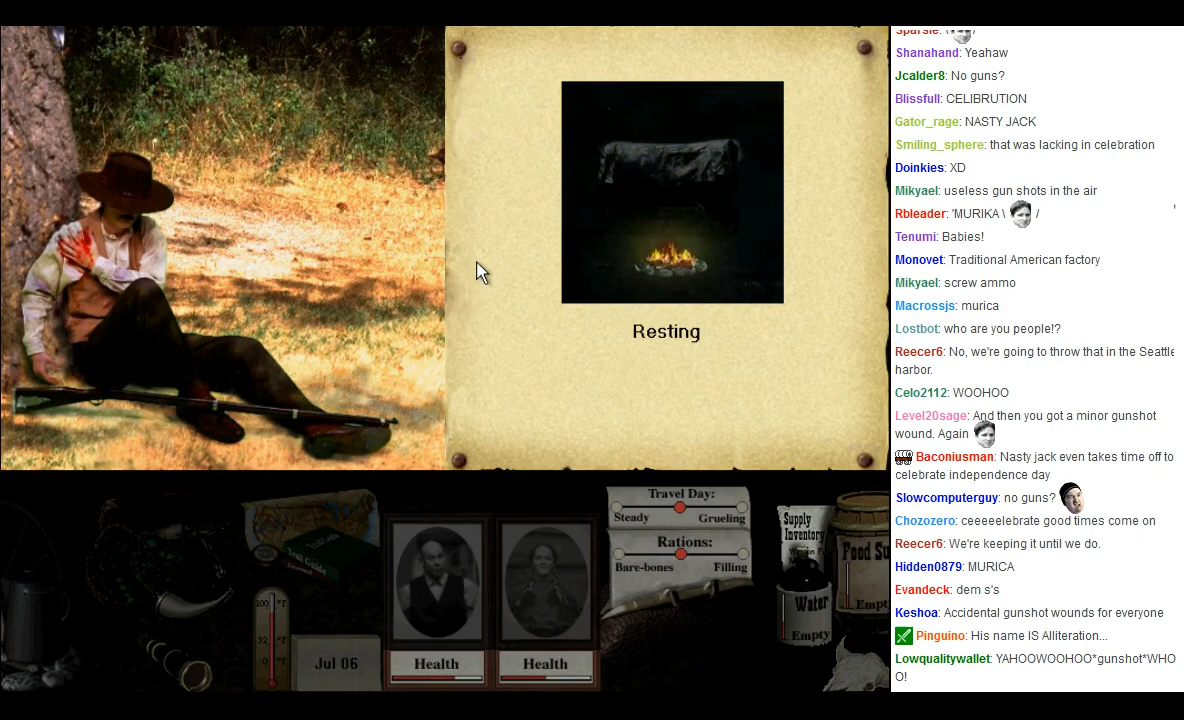 Resting
Travel Day:
Steady Grueling
Rations:
Bare-bones Filling
Supply
Inventory
Water
Empty
100 °F
32 °F
0 °F
Jul 06
Health
Health
Shanahand: Yeahaw
Jcalder8: No guns?
Blissfull: CELIBRUTION
Gator_rage: NASTY JACK
Smiling_sphere: that was lacking in celebration
Doinkies: XD
Mikyael: useless gun shots in the air
Rbleader: 'MURIKA \ /
Tenumi: Babies!
Monovet: Traditional American factory
Mikyael: screw ammo
Macrossjs: murica
Lostbot: who are you people!?
Reecer6: No, we're going to throw that in the Seattle
harbor.
Celo2112: WOOHOO
Level20sage: And then you got a minor gunshot
wound. Again
Baconiusman: Nasty jack even takes time off to
celebrate independence day
Slowcomputerguy: no guns?
Chozozero: ceeeeelebrate good times come on
Reecer6: We're keeping it until we do.
Hidden0879: MURICA
Evandeck: dem s's
Keshoa: Accidental gunshot wounds for everyone
Pinguino: His name IS Alliteration...
Lowqualitywallet: YAHOOWOOHOO*gunshot*WHO
O!